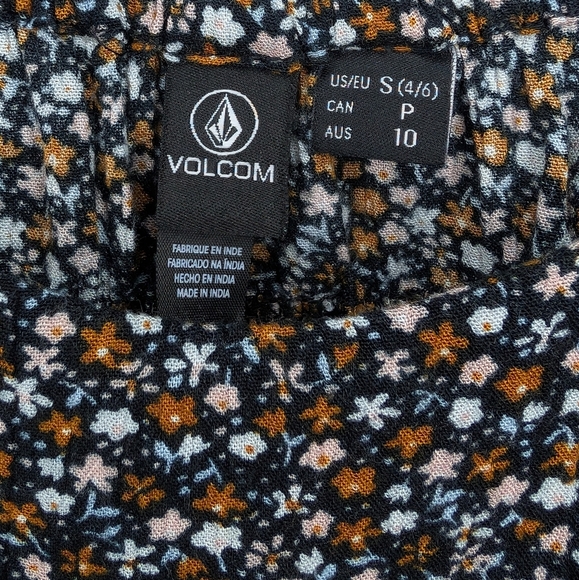 VOLCOM
US/EU S (4/6)
CAN P
AUS 10
FABRIQUE EN INDE
FABRICADO NA ÍNDIA
HECHO EN INDIA
MADE IN INDIA